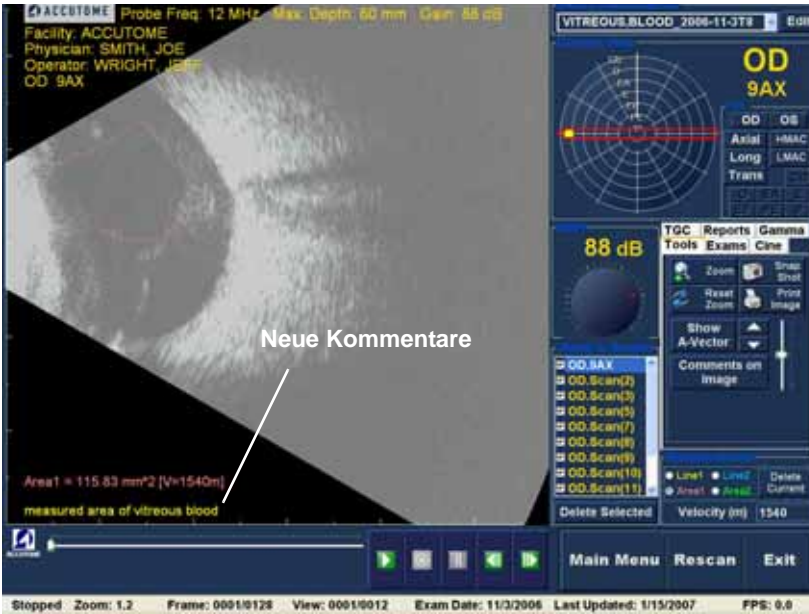 ACCUTOME Probe Freq: 12 MHz Max. Depth: 60 mm Gain: 88 dB
Facility: ACCUTOME
Physician: SMITH, JOE
Operator: WRIGHT, JEFF
OD 9AX
Neue Kommentare
Area1 = 115.83 mm^2 [V=1540m]
measured area of vitreous blood
VITREOUS,BLOOD_2006-11-3T8 Edit
OD
9AX
OD OS
Axial HMAC
Long LMAC
Trans
88 dB
TGC Reports Gamma
Tools Exams Cine
Zoom Snap Shot
Reset Zoom Print Image
Show A-Vector
Comments on Image
OD.9AX
OD.Scan(2)
OD.Scan(3)
OD.Scan(5)
OD.Scan(7)
OD.Scan(8)
OD.Scan(9)
OD.Scan(10)
OD.Scan(11)
Delete Selected
Line1 Line2 Delete Current
Area1 Area2
Velocity (m) 1540
ACCUTOME
Main Menu Rescan Exit
Stopped Zoom: 1.2 Frame: 0001/0128 View: 0001/0012 Exam Date: 11/3/2006 Last Updated: 1/15/2007 FPS: 0.0